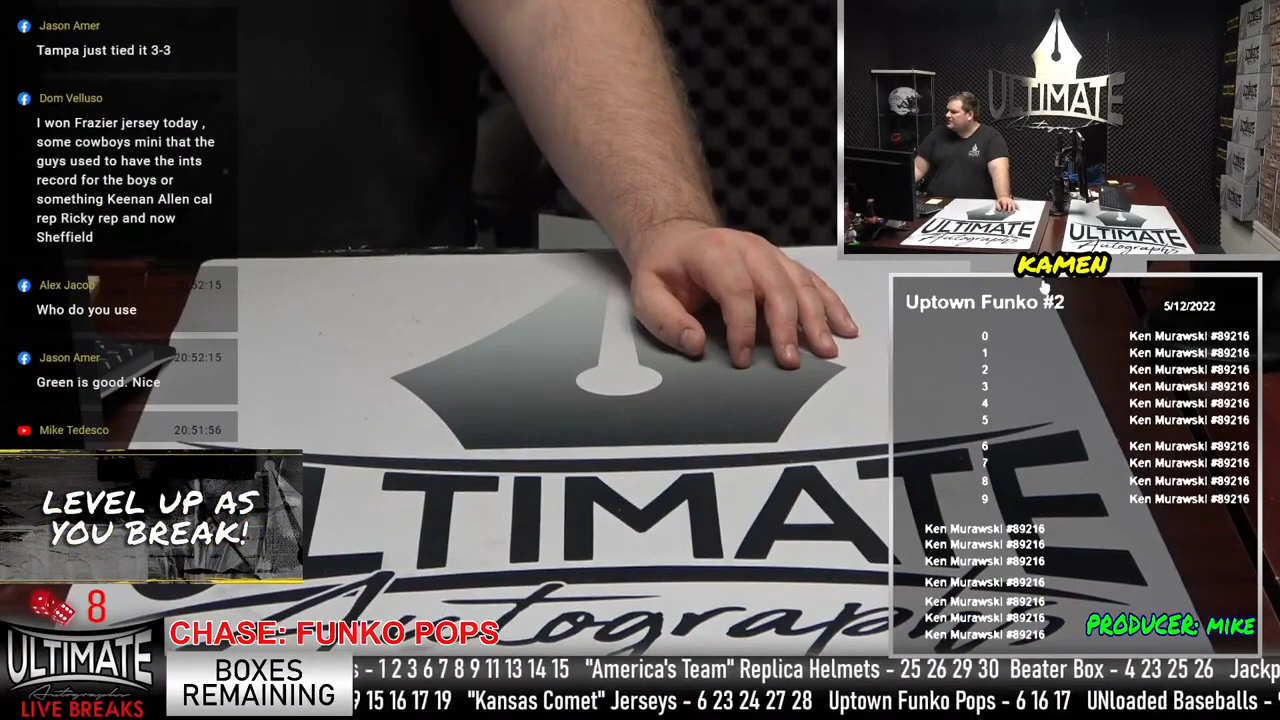 Jason Amer
Tampa just tied it 3-3
Dom Velluso
I won Frazier jersey today ,
some cowboys mini that the
guys used to have the ints
record for the boys or
something Keenan Allen cal
rep Ricky rep and now
Sheffield
Alex Jacob 20:52:15
Who do you use
Jason Amer 20:52:15
Green is good. Nice
Mike Tedesco 20:51:56
LEVEL UP AS
YOU BREAK!
8
ULTIMATE
Autographs
LIVE BREAKS
CHASE: FUNKO POPS
BOXES
REMAINING
ULTIMATE
Autographs
ULTIMATE
ULTIMATE
Autographs
ULTIMATE
Autographs
KAMEN
Uptown Funko #2 5/12/2022
0 Ken Murawski #89216
1 Ken Murawski #89216
2 Ken Murawski #89216
3 Ken Murawski #89216
4 Ken Murawski #89216
5 Ken Murawski #89216
6 Ken Murawski #89216
7 Ken Murawski #89216
8 Ken Murawski #89216
9 Ken Murawski #89216
Ken Murawski #89216
Ken Murawski #89216
Ken Murawski #89216
Ken Murawski #89216
Ken Murawski #89216
Ken Murawski #89216
Ken Murawski #89216
PRODUCER: MIKE
s - 1 2 3 6 7 8 9 11 13 14 15 "America's Team" Replica Helmets - 25 26 29 30 Beater Box - 4 23 25 26 Jackp
9 15 16 17 19 "Kansas Comet" Jerseys - 6 23 24 27 28 Uptown Funko Pops - 6 16 17 UNloaded Baseballs -